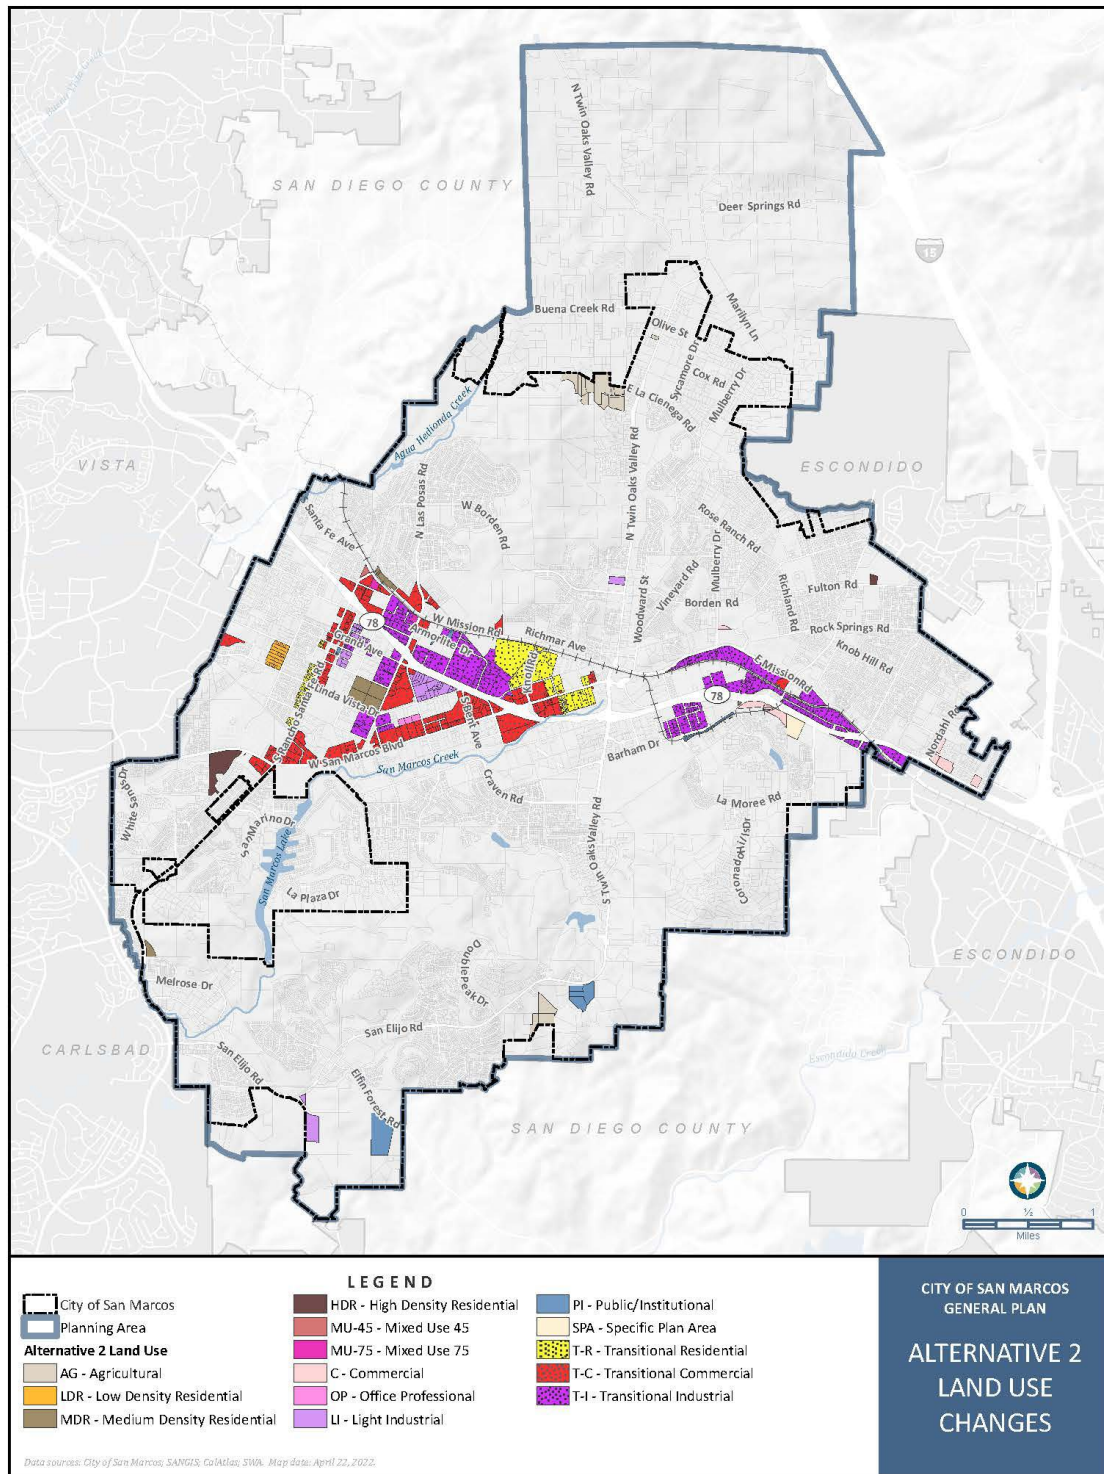 Buena Vista Creek
N Twin Oaks Valley Rd
SAN DIEGO COUNTY
Deer Springs Rd
15
Marilyn Ln
Buena Creek Rd
Olive St
Sycamore Dr
Cox Rd
Mulberry Dr
E La Cienega Rd
Agua Hedionda Creek
N Twin Oaks Valley Rd
VISTA
ESCONDIDO
N Las Posas Rd
W Borden Rd
Santa Fe Ave
Rose Ranch Rd
Mulberry Dr
Vineyard Rd
Woodward St
Borden Rd
Richland Rd
Fulton Rd
Rock Springs Rd
Knob Hill Rd
78
W Mission Rd
Richmar Ave
Armorlite Dr
Grand Ave
Knoll Rd
E Mission Rd
78
S Rancho Santa Fe Rd
Linda Vista Dr
S Bent Ave
W San Marcos Blvd
San Marcos Creek
Barham Dr
Nordahl Rd
White Sands Dr
San Marino Dr
Craven Rd
La Moree Rd
San Marcos Lake
La Plaza Dr
S Twin Oaks Valley Rd
Coronado Hills Dr
Double Peak Dr
ESCONDIDO
Melrose Dr
San Elijo Rd
CARLSBAD
San Elijo Rd
Elfin Forest Rd
Escondido Creek
SAN DIEGO COUNTY
0 ½ 1
Miles
LEGEND
City of San Marcos
Planning Area
Alternative 2 Land Use
AG - Agricultural
LDR - Low Density Residential
MDR - Medium Density Residential
HDR - High Density Residential
MU-45 - Mixed Use 45
MU-75 - Mixed Use 75
C - Commercial
OP - Office Professional
LI - Light Industrial
PI - Public/Institutional
SPA - Specific Plan Area
T-R - Transitional Residential
T-C - Transitional Commercial
T-I - Transitional Industrial
Data sources: City of San Marcos; SANGIS; CalAtlas; SWA. Map date: April 22, 2022.
CITY OF SAN MARCOS
GENERAL PLAN
ALTERNATIVE 2
LAND USE
CHANGES